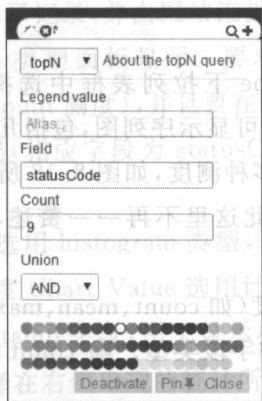 topN ▼ About the topN query
Legend value
Alias
Field
statusCode
Count
9
Union
AND ▼
Deactivate Pin Close